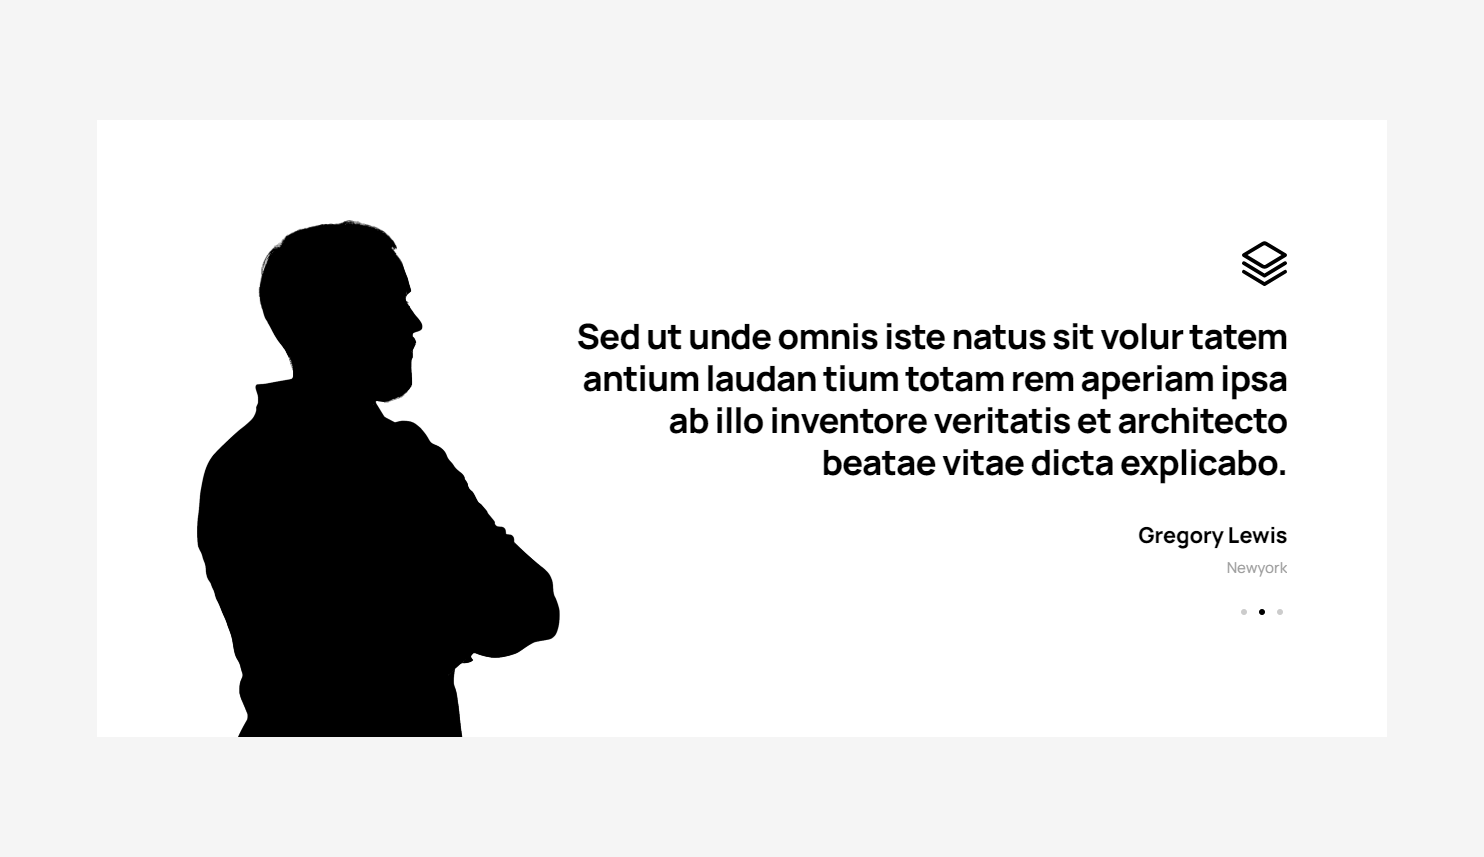 Sed ut unde omnis iste natus sit volur tatem
antium laudan tium totam rem aperiam ipsa
ab illo inventore veritatis et architecto
beatae vitae dicta explicabo.
Gregory Lewis
Newyork